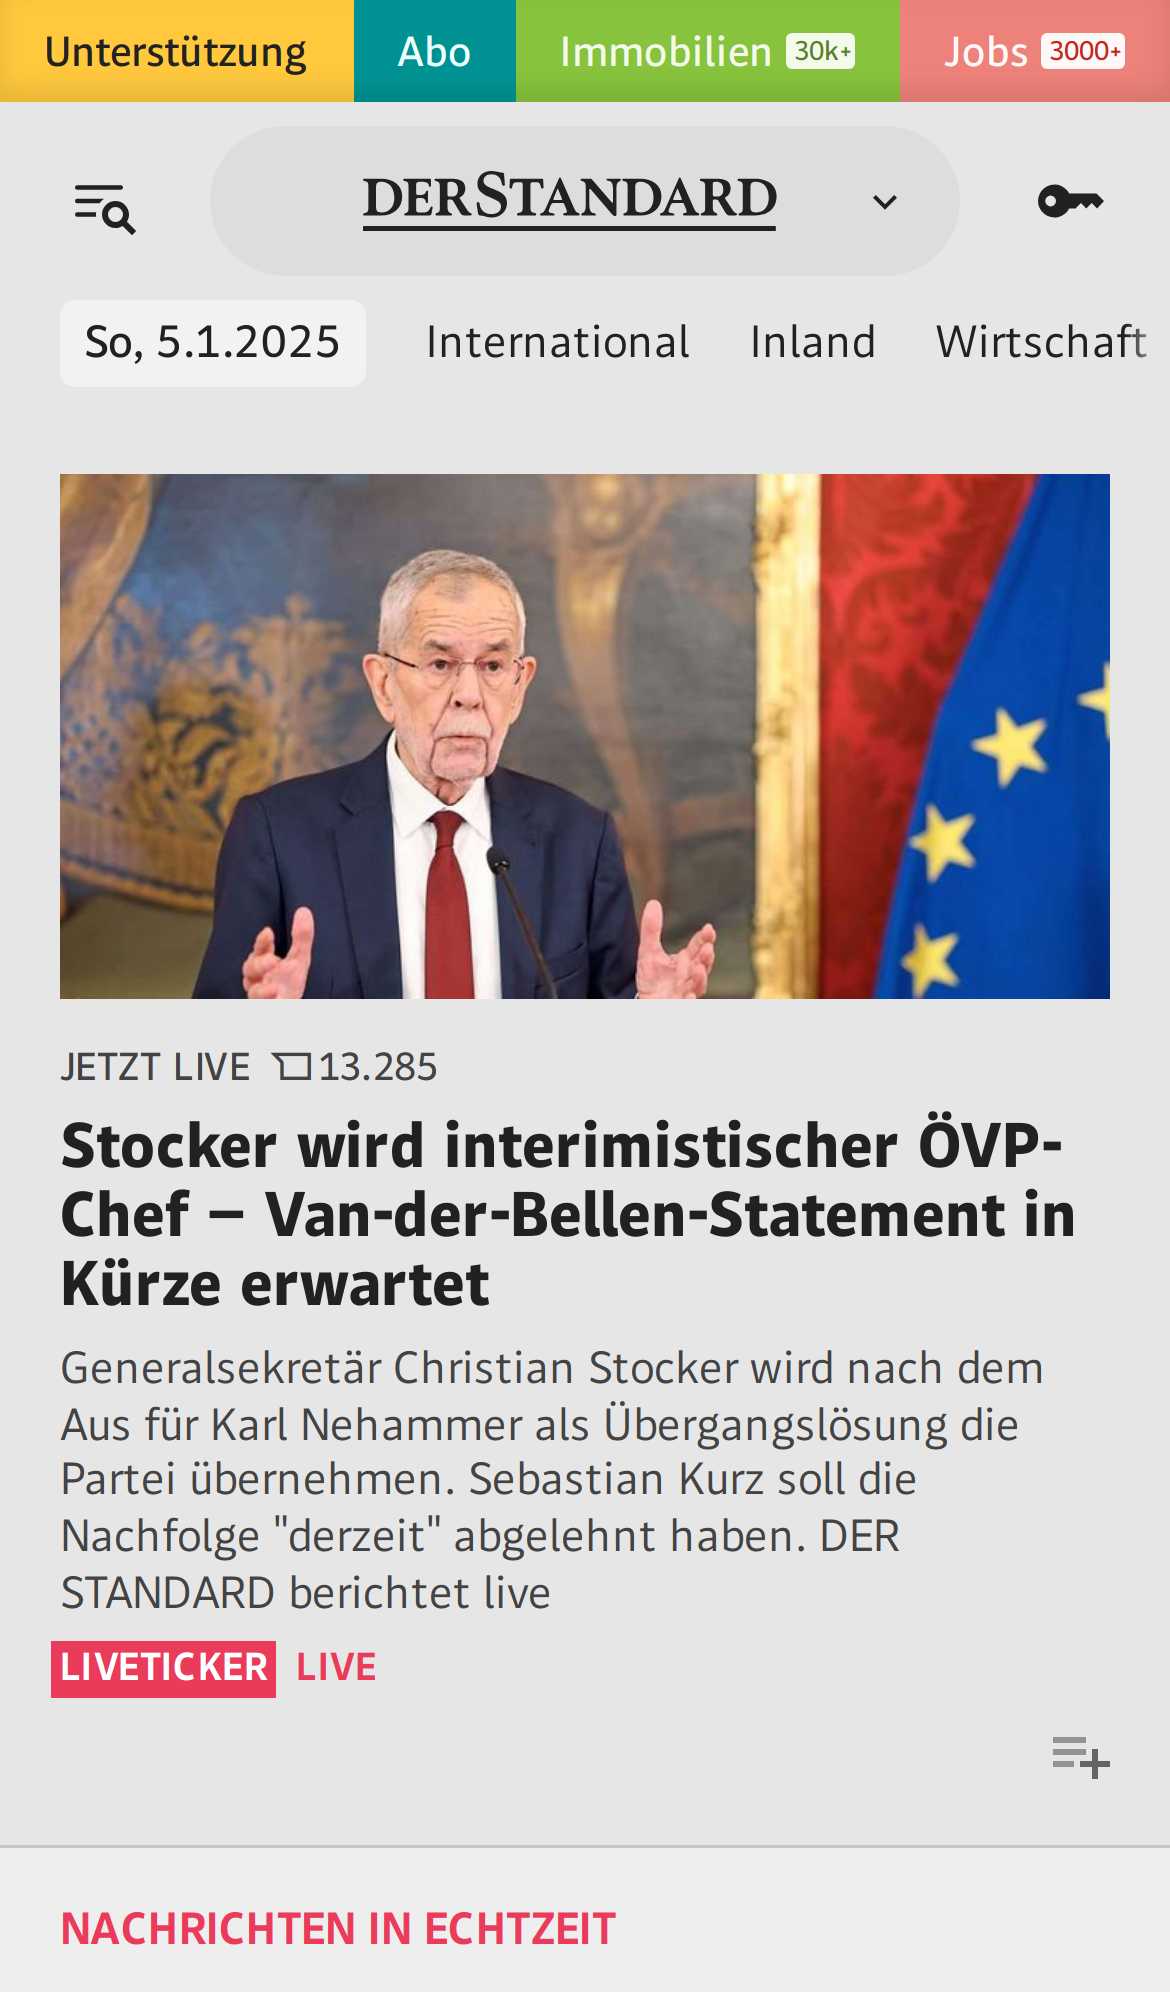 Unterstützung
Abo
Immobilien 30k+
Jobs 3000+
DERSTANDARD
So, 5.1.2025
International
Inland
Wirtschaft
JETZT LIVE 13.285
Stocker wird interimistischer ÖVP-
Chef – Van-der-Bellen-Statement in
Kürze erwartet
Generalsekretär Christian Stocker wird nach dem
Aus für Karl Nehammer als Übergangslösung die
Partei übernehmen. Sebastian Kurz soll die
Nachfolge "derzeit" abgelehnt haben. DER
STANDARD berichtet live
LIVETICKER LIVE
NACHRICHTEN IN ECHTZEIT